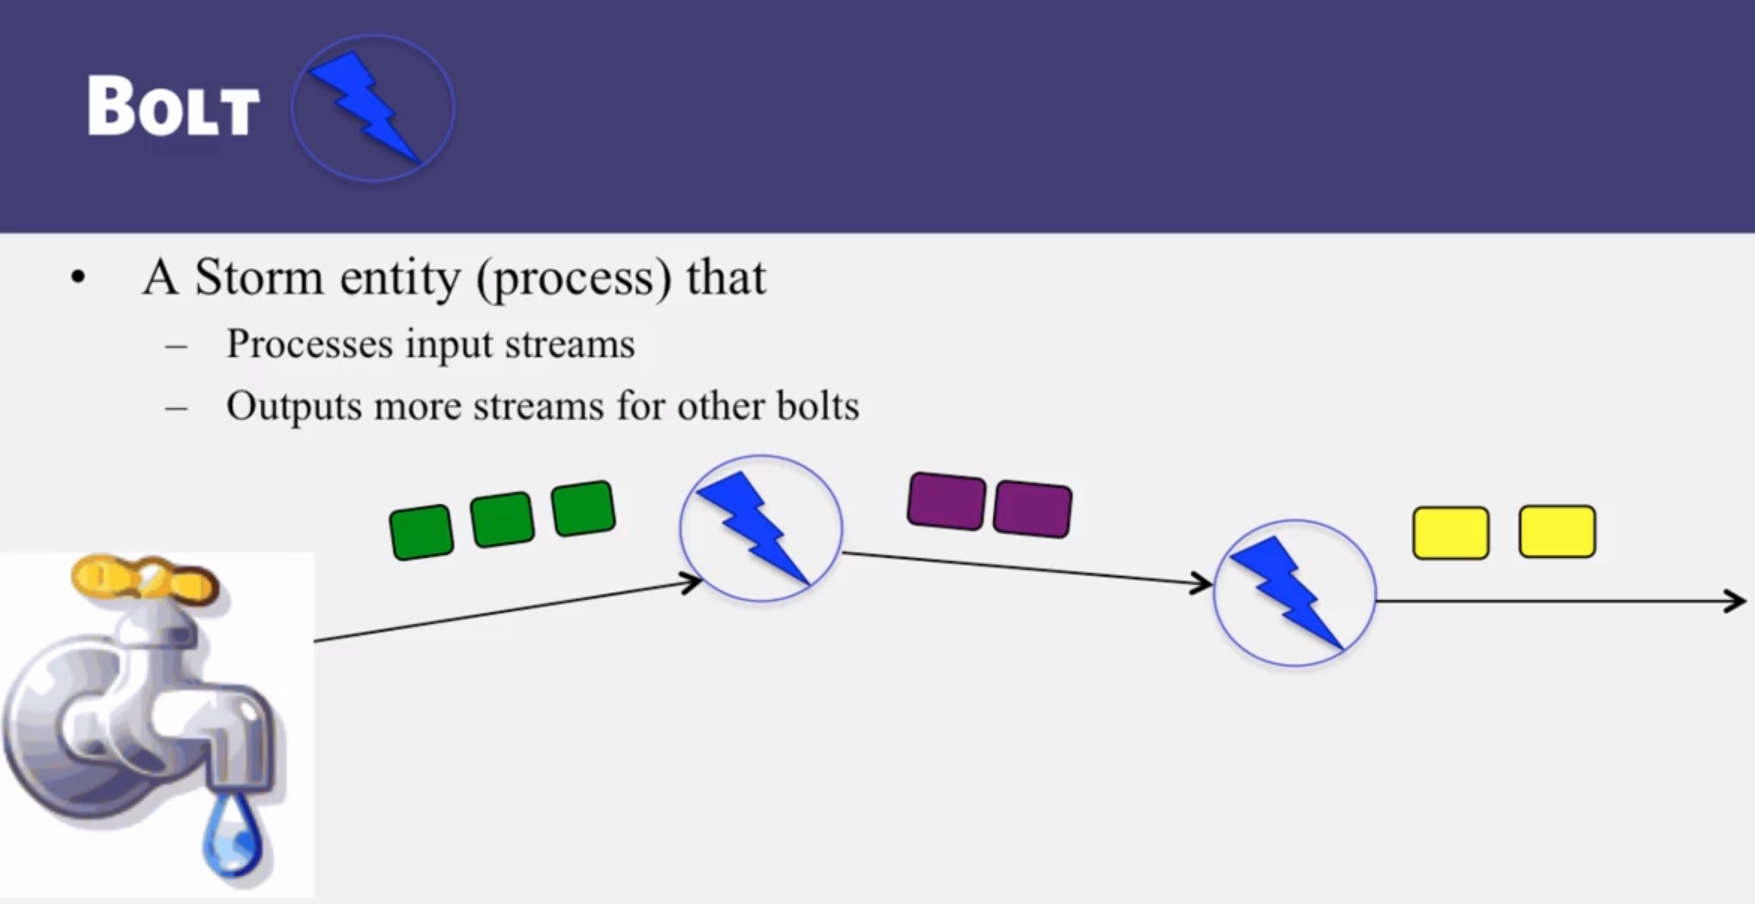 BOLT
• A Storm entity (process) that
– Processes input streams
– Outputs more streams for other bolts